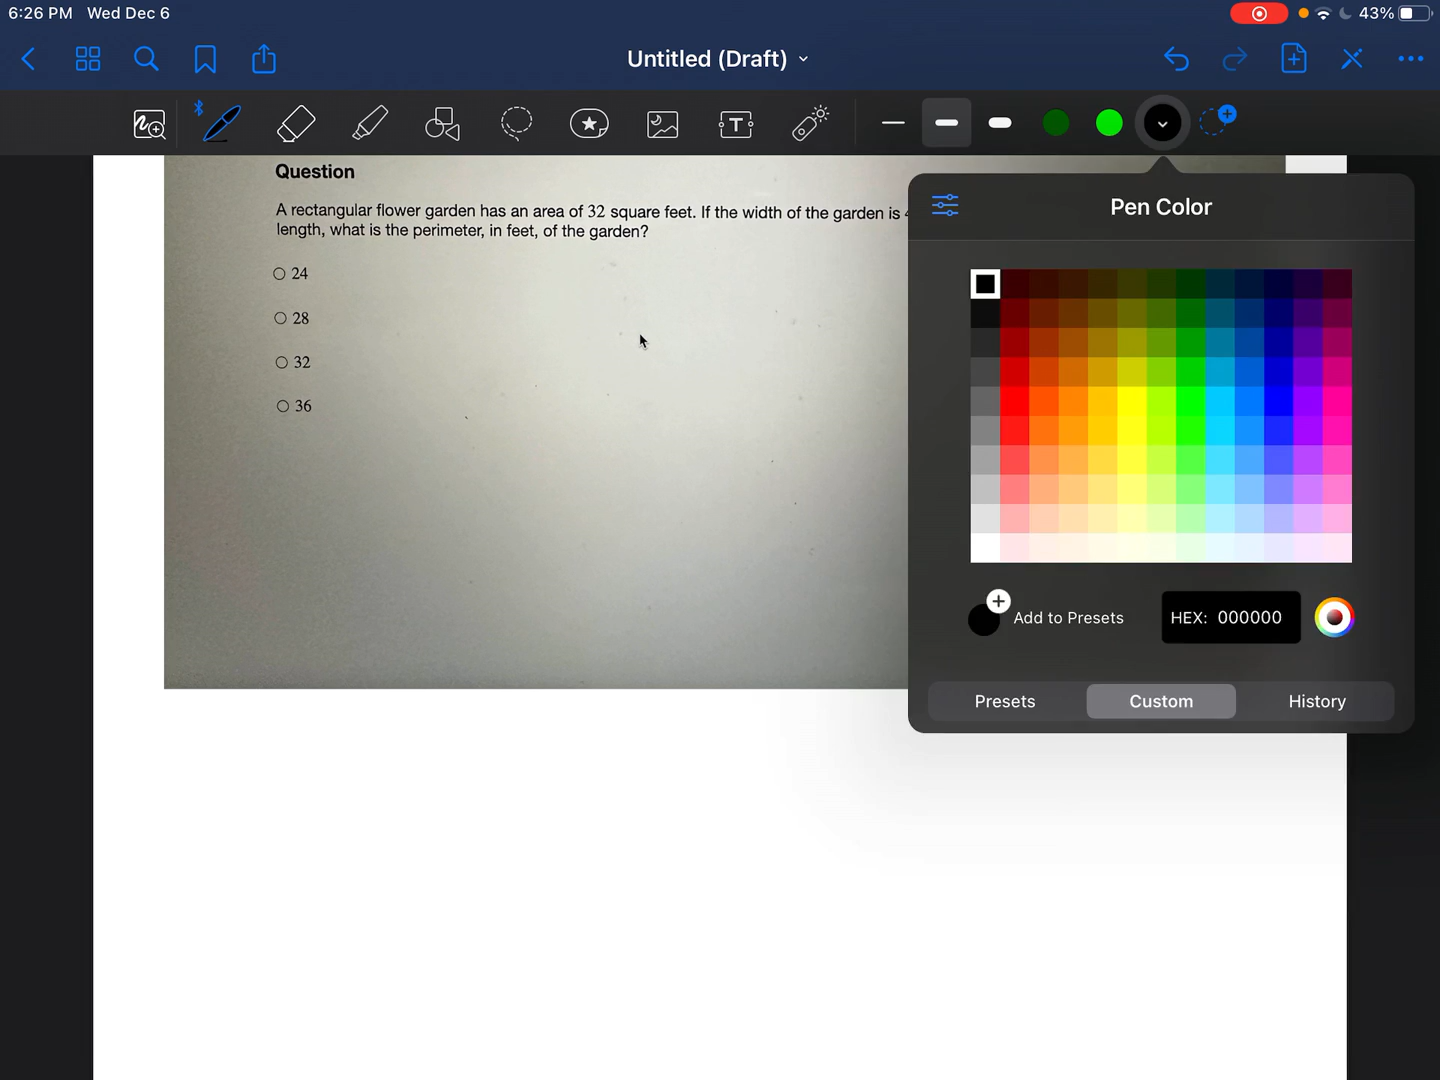 6:26 PM Wed Dec 6
43%
Untitled (Draft)
T
Question
A rectangular flower garden has an area of 32 square feet. If the width of the garden is
length, what is the perimeter, in feet, of the garden?
24
28
32
36
Pen Color
Add to Presets
HEX: 000000
Presets
Custom
History